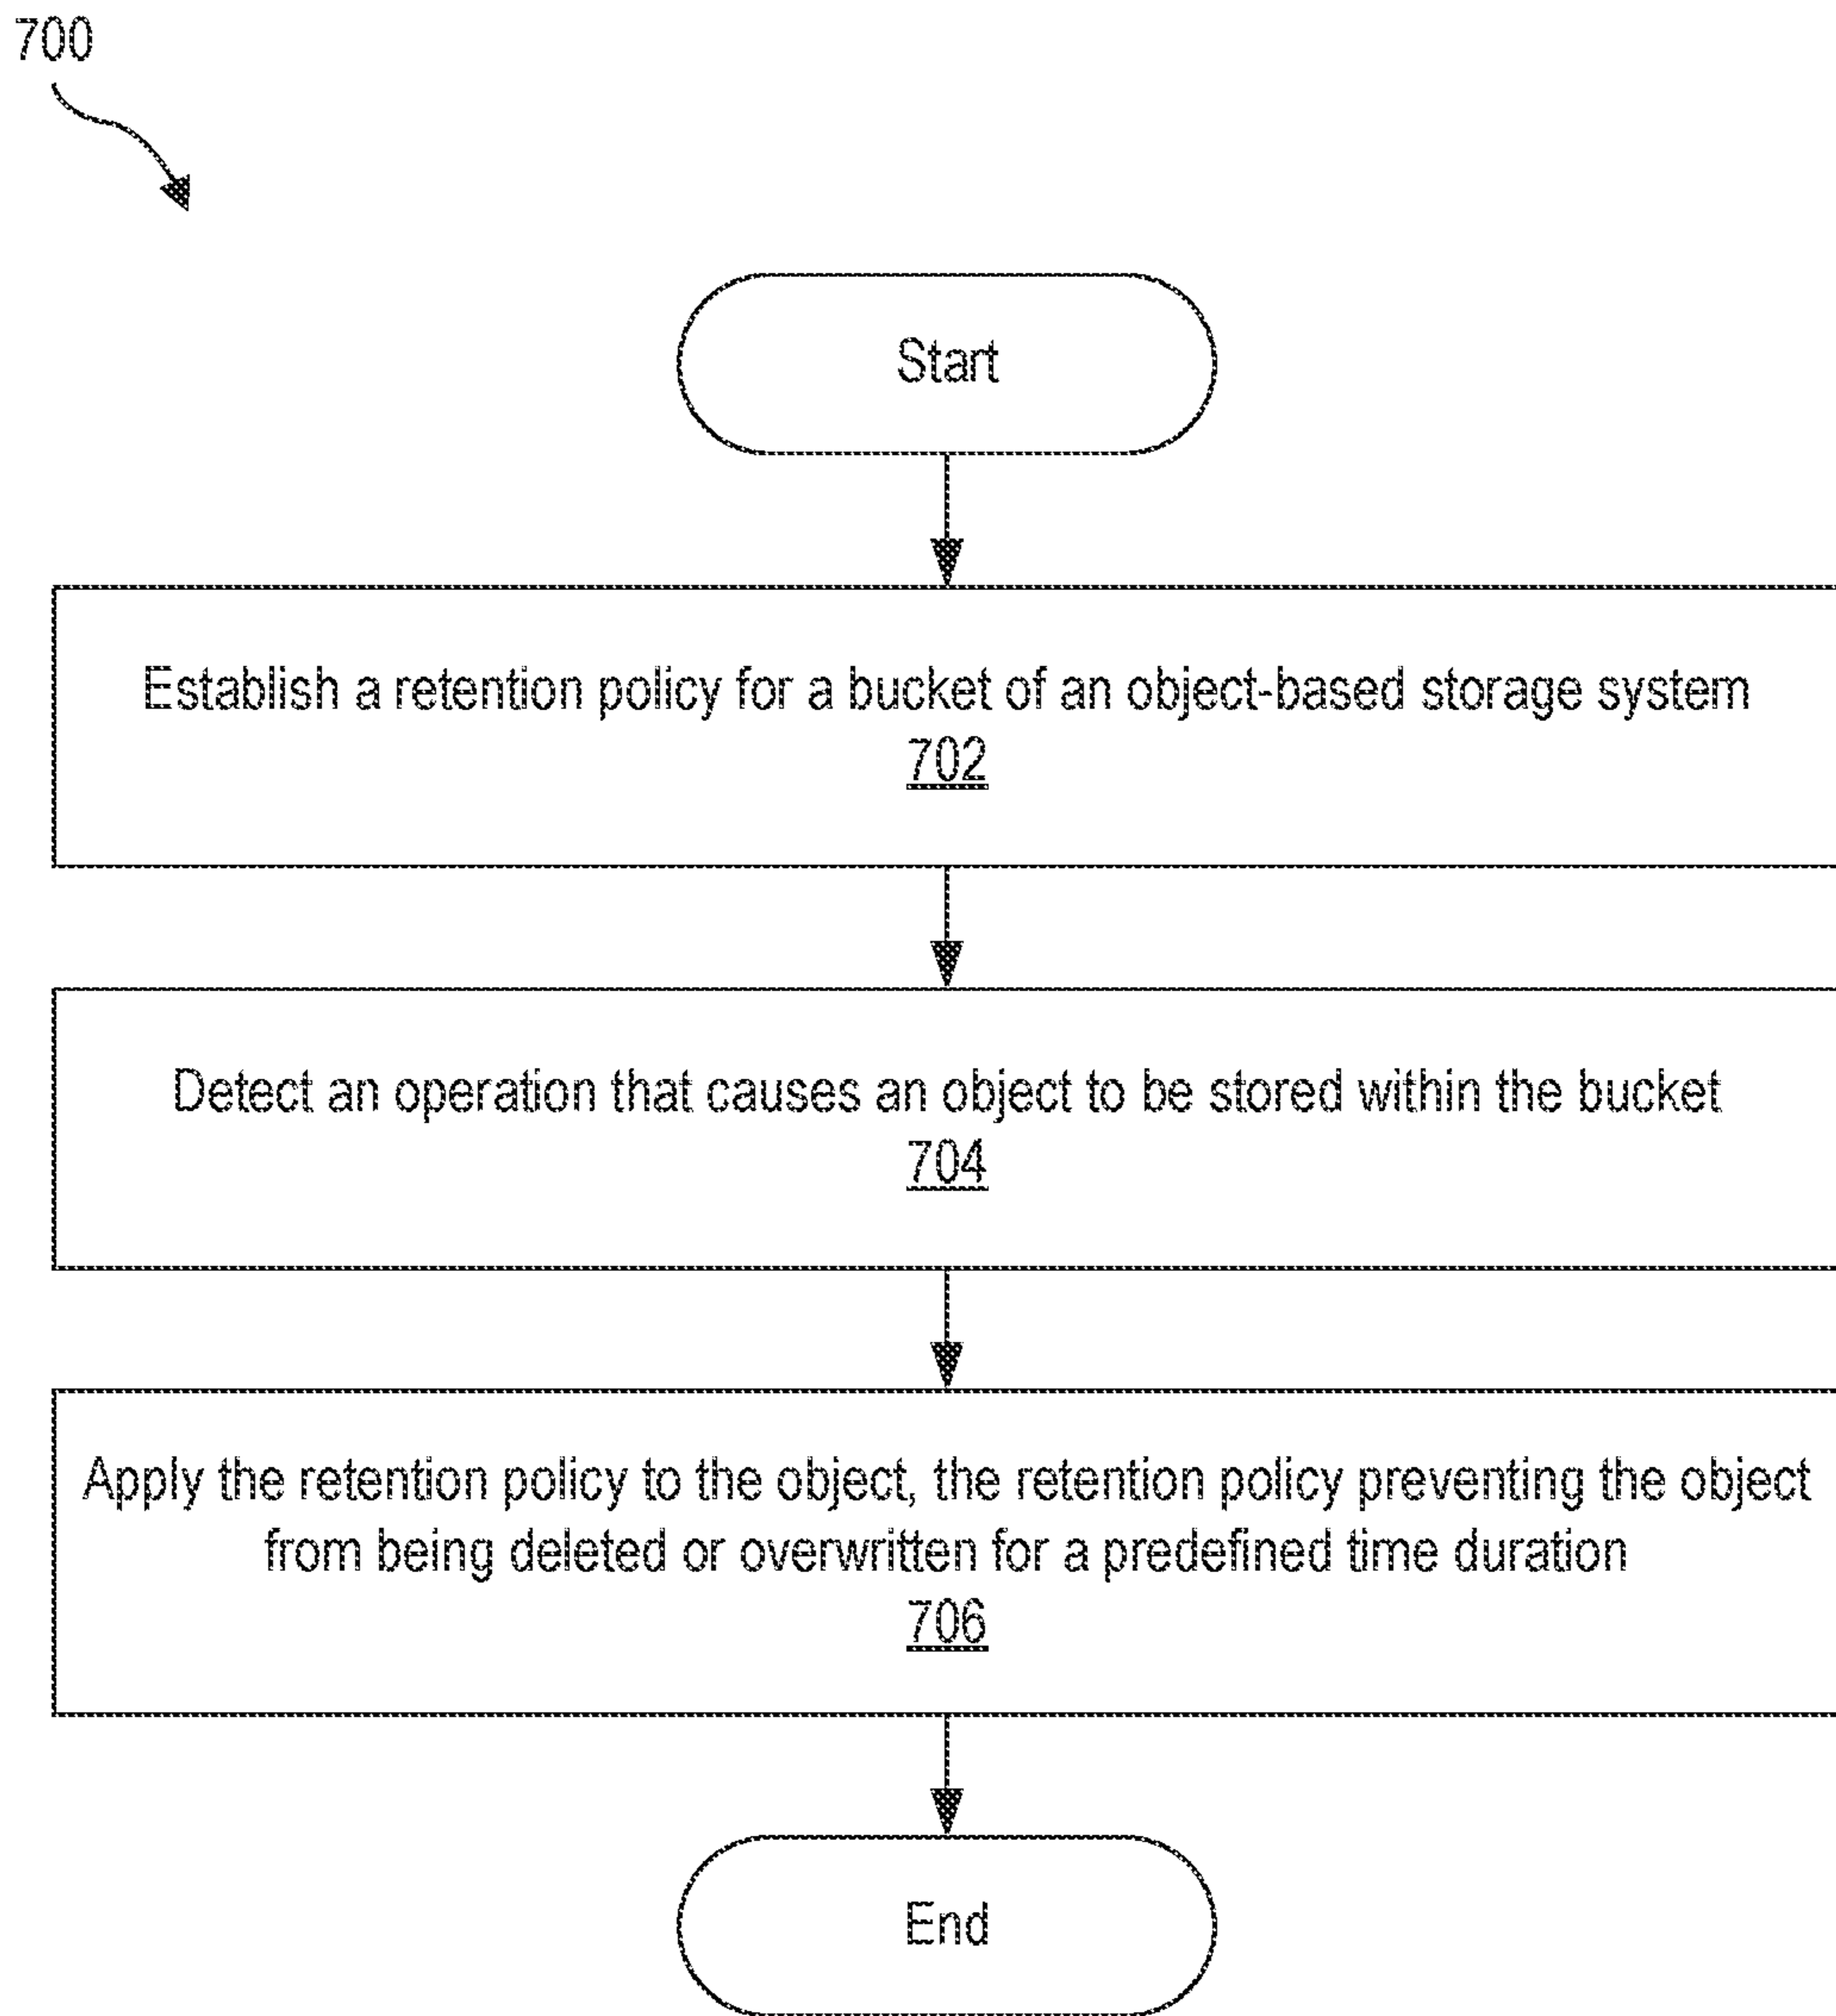 700
Start
Establish a retention policy for a bucket of an object-based storage system
702
Detect an operation that causes an object to be stored within the bucket
704
Apply the retention policy to the object, the retention policy preventing the object
from being deleted or overwritten for a predefined time duration
706
End